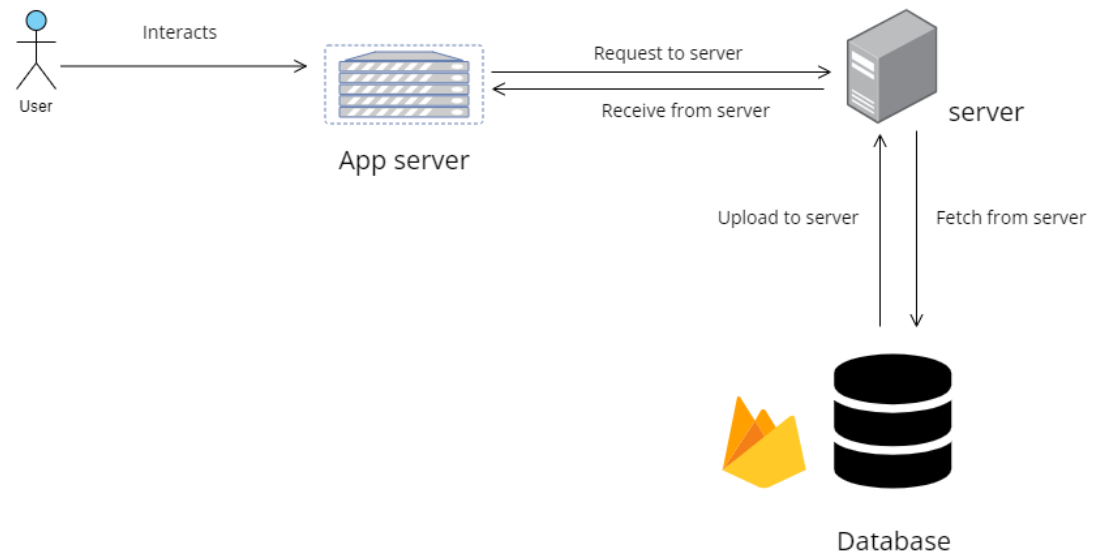 Interacts
User
App server
Request to server
Receive from server
server
Upload to server
Fetch from server
Database